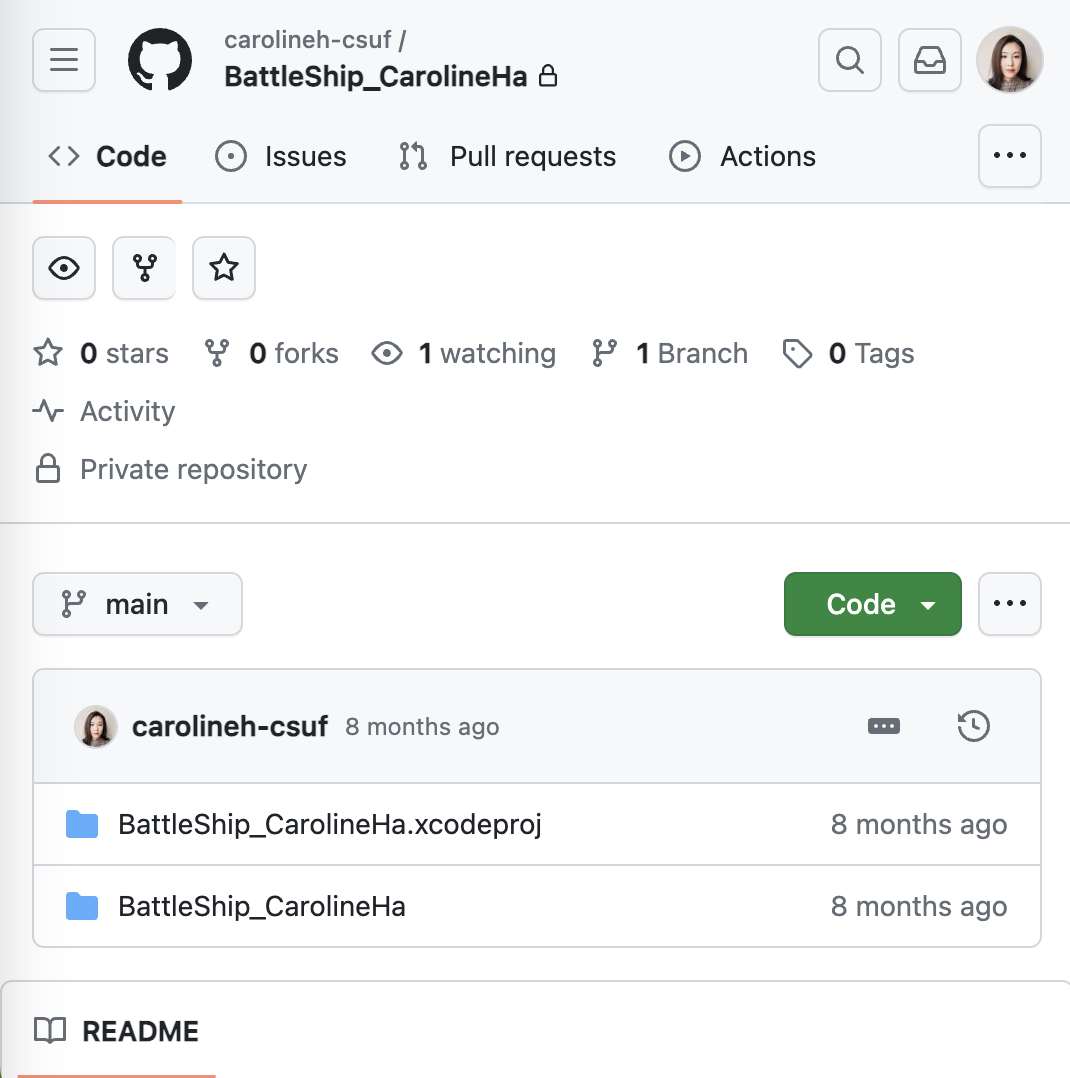 carolineh-csuf /
BattleShip_CarolineHa
Code Issues Pull requests Actions
0 stars 0 forks 1 watching 1 Branch 0 Tags
Activity
Private repository
main Code
carolineh-csuf 8 months ago
BattleShip_CarolineHa.xcodeproj 8 months ago
BattleShip_CarolineHa 8 months ago
README